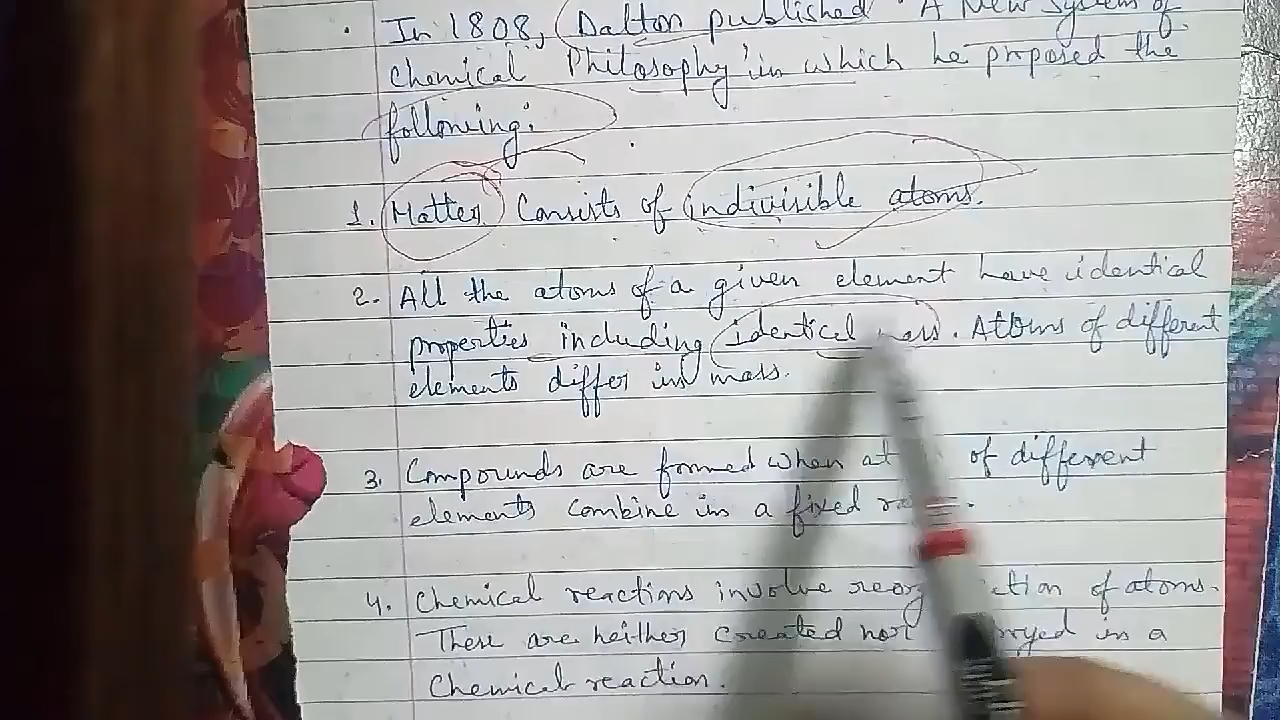 · In 1808, Dalton published 'A New System of
Chemical Philosophy' in which he proposed the
following:
1. Matter Consists of indivisible atoms.
2. All the atoms of a given element have identical
properties including identical mass. Atoms of different
elements differ in mass.
3. Compounds are formed when of different
elements combine in a fixed
4. Chemical reactions involve of atoms.
These are neither created nor in a
Chemical reaction.